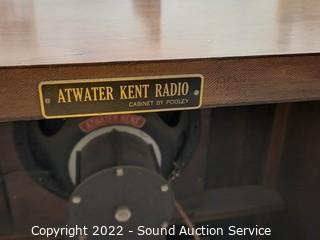 ATWATER KENT RADIO
CABINET BY POOLEY
ATWATER KENT
Copyright 2022 - Sound Auction Service